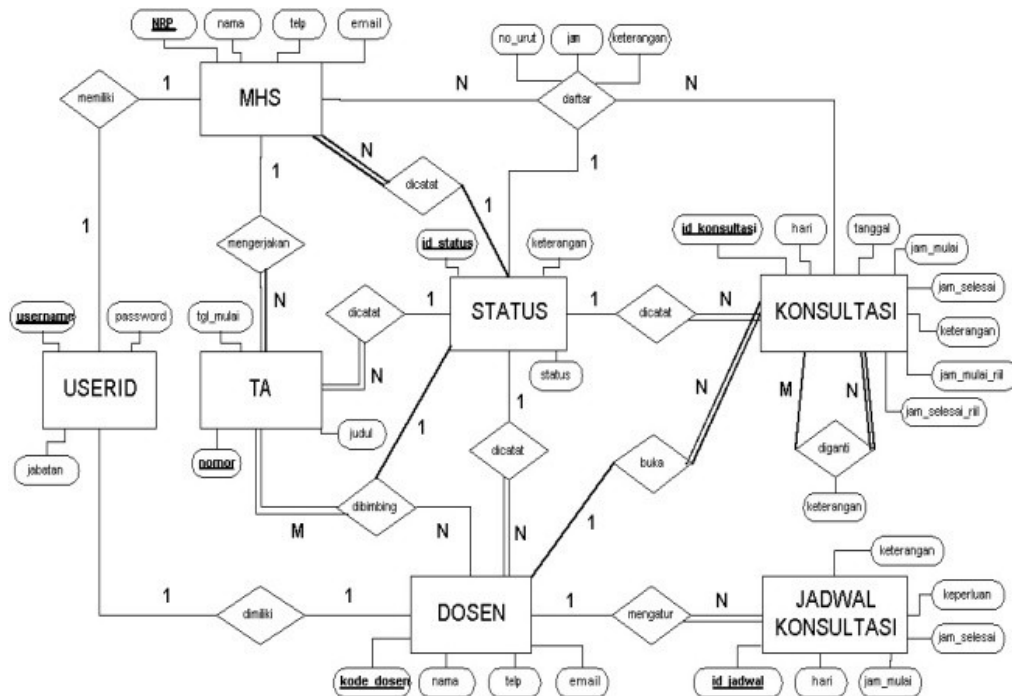 NRP
nama
telp
email
no_urut
jam
keterangan
memiliki
1
MHS
N
daftar
N
1
1
N
dicatat
1
1
mengerjakan
id_status
keterangan
id_konsultasi
hari
tanggal
jam_mulai
N
1
username
password
tgl_mulai
dicatat
1
STATUS
1
dicatat
N
KONSULTASI
jam_selesai
keterangan
USERID
TA
N
status
jam_mulai_riil
1
1
N
M
N
jam_selesai_riil
jabatan
nomor
judul
dicatat
buka
diganti
keterangan
M
dibimbing
N
N
1
keterangan
1
dimiliki
1
DOSEN
1
mengatur
N
JADWAL
KONSULTASI
keperluan
jam_selesai
kode_dosen
nama
telp
email
id_jadwal
hari
jam_mulai